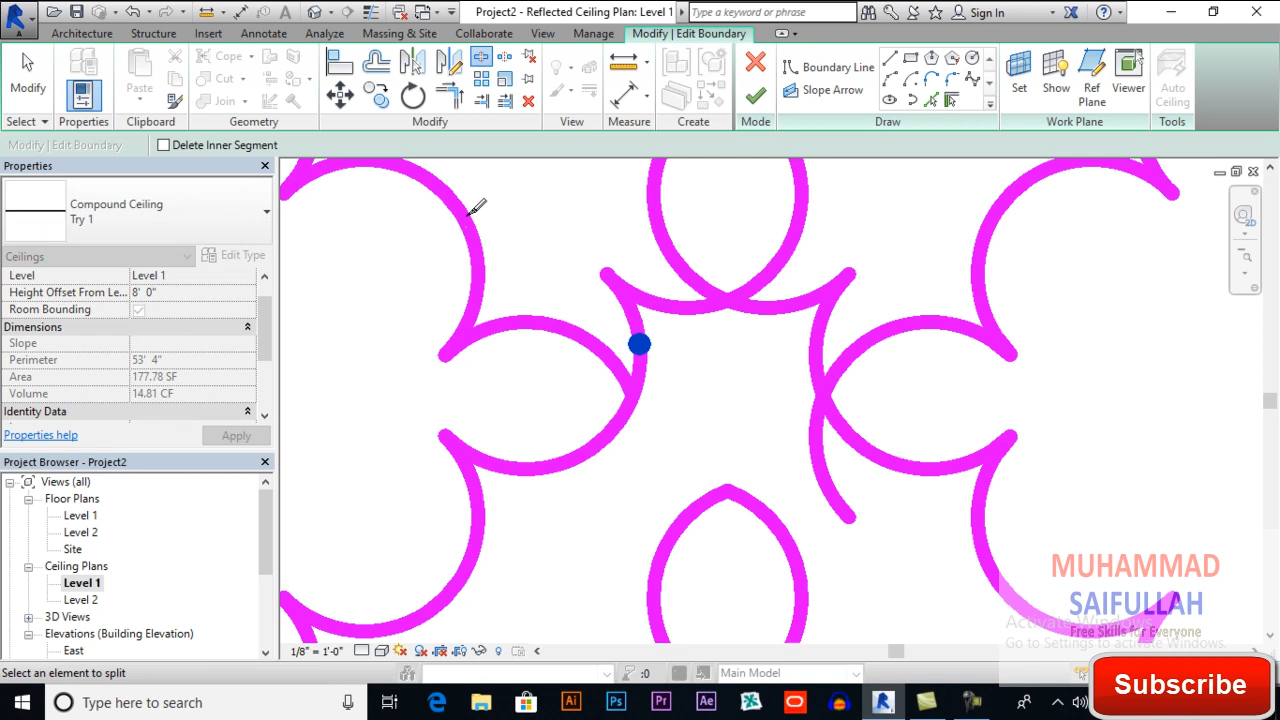 Project2 - Reflected Ceiling Plan: Level 1
Type a keyword or phrase
Sign In
Architecture Structure Insert Annotate Analyze Massing & Site Collaborate View Manage Modify | Edit Boundary
Modify
Paste
Cope
Cut
Join
Boundary Line
Slope Arrow
Set Show Ref Plane Viewer Auto Ceiling
Select Properties Clipboard Geometry Modify View Measure Create Mode Draw Work Plane Tools
Modify | Edit Boundary
Delete Inner Segment
Properties
Compound Ceiling
Try 1
Ceilings
Edit Type
Level Level 1
Height Offset From Le... 8' 0"
Room Bounding
Dimensions
Slope
Perimeter 53' 4"
Area 177.78 SF
Volume 14.81 CF
Identity Data
Properties help
Apply
Project Browser - Project2
Views (all)
Floor Plans
Level 1
Level 2
Site
Ceiling Plans
Level 1
Level 2
3D Views
Elevations (Building Elevation)
East
2D
MUHAMMAD
SAIFULLAH
Free Skills for Everyone
Activate Windows
Go to Settings to activate Windows.
1/8" = 1'-0"
Select an element to split
:0
Main Model
Subscribe
Type here to search
Ai Ps Pr Ae